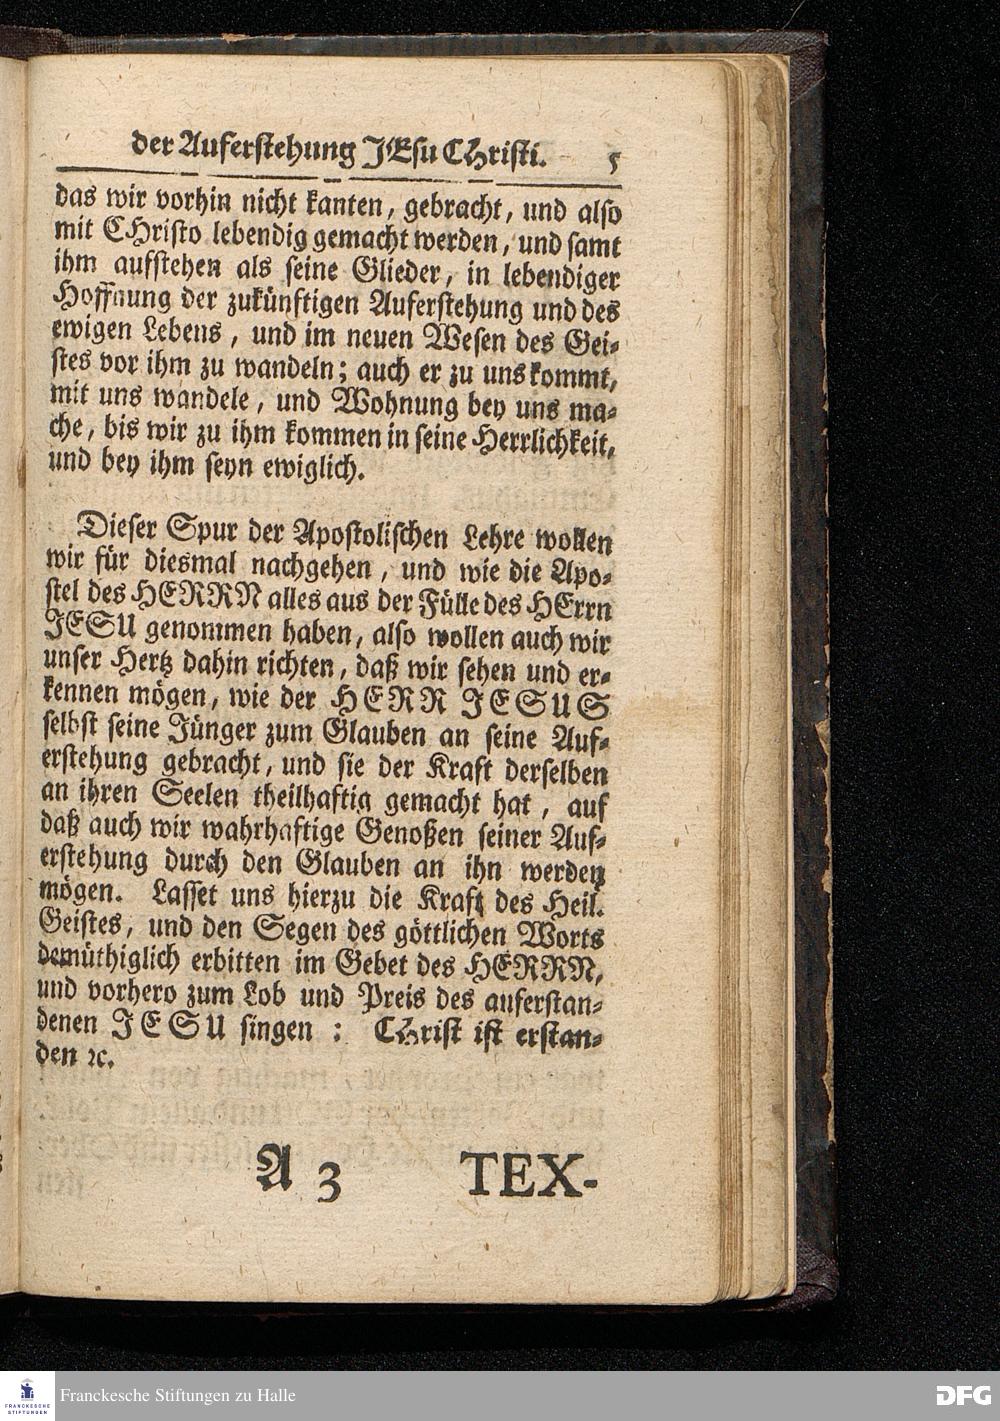 der Auferstehung JEsu CHristi. 5
das wir vorhin nicht kanten, gebracht, und also
mit CHristo lebendig gemacht werden, und samt
ihm aufstehen als seine Glieder, in lebendiger
Hoffnung der zukünftigen Auferstehung und des
ewigen Lebens, und im neuen Wesen des Gei-
stes vor ihm zu wandeln; auch er zu uns kommt,
mit uns wandele, und Wohnung bey uns ma-
che, bis wir zu ihm kommen in seine Herrlichkeit,
und bey ihm seyn ewiglich.
Dieser Spur der Apostolischen Lehre wollen
wir für diesmal nachgehen, und wie die Apo-
stel des HERRN alles aus der Fülle des HErrn
JESU genommen haben, also wollen auch wir
unser Hertz dahin richten, daß wir sehen und er-
kennen mögen, wie der HERR JESUS
selbst seine Jünger zum Glauben an seine Auf-
erstehung gebracht, und sie der Kraft derselben
an ihren Seelen theilhaftig gemacht hat, auf
daß auch wir wahrhaftige Genoßen seiner Auf-
erstehung durch den Glauben an ihn werden
mögen. Lasset uns hierzu die Kraft des Heil.
Geistes, und den Segen des göttlichen Worts
demüthiglich erbitten im Gebet des HERRN,
und vorhero zum Lob und Preis des auferstan-
denen JESU singen: CHrist ist erstan-
den ꝛc.
A 3 TEX-
FRANCKESCHE STIFTUNGEN
Franckesche Stiftungen zu Halle
DFG